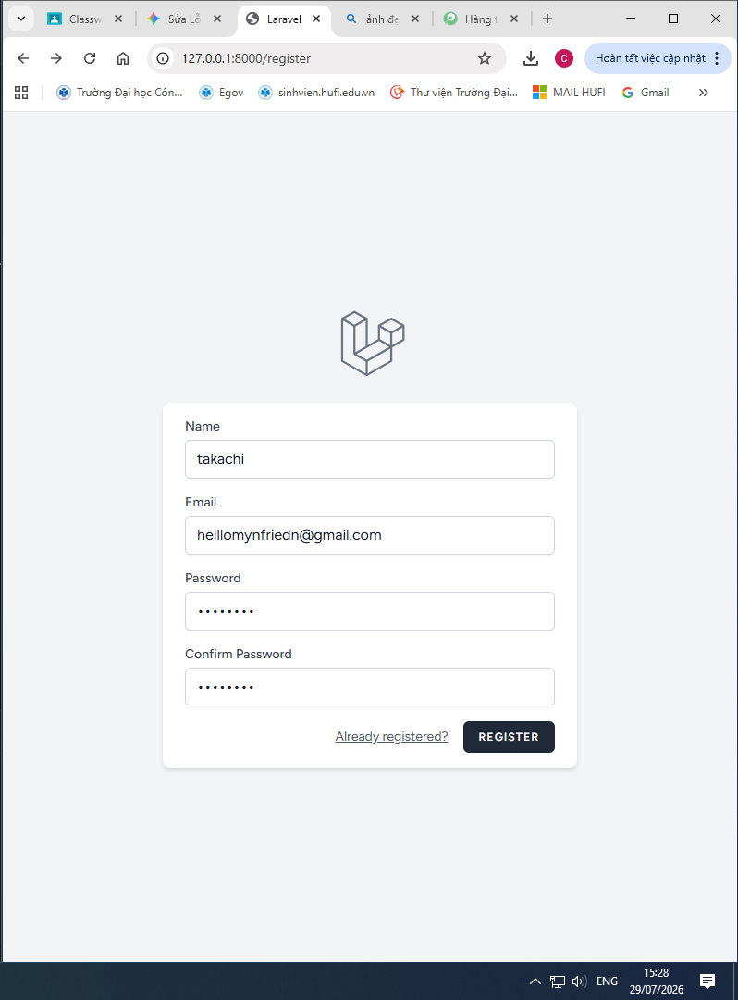 Classw
Sửa Lỗ
Laravel
ảnh đẹ
Hàng t
127.0.0.1:8000/register
C
Hoàn tất việc cập nhật
Trường Đại học Côn...
Egov
sinhvien.hufi.edu.vn
Thư viện Trường Đại...
MAIL HUFI
Gmail
Name
takachi
Email
helllomynfriedn@gmail.com
Password
••••••••
Confirm Password
••••••••
Already registered?
REGISTER
ENG
15:28
29/07/2026